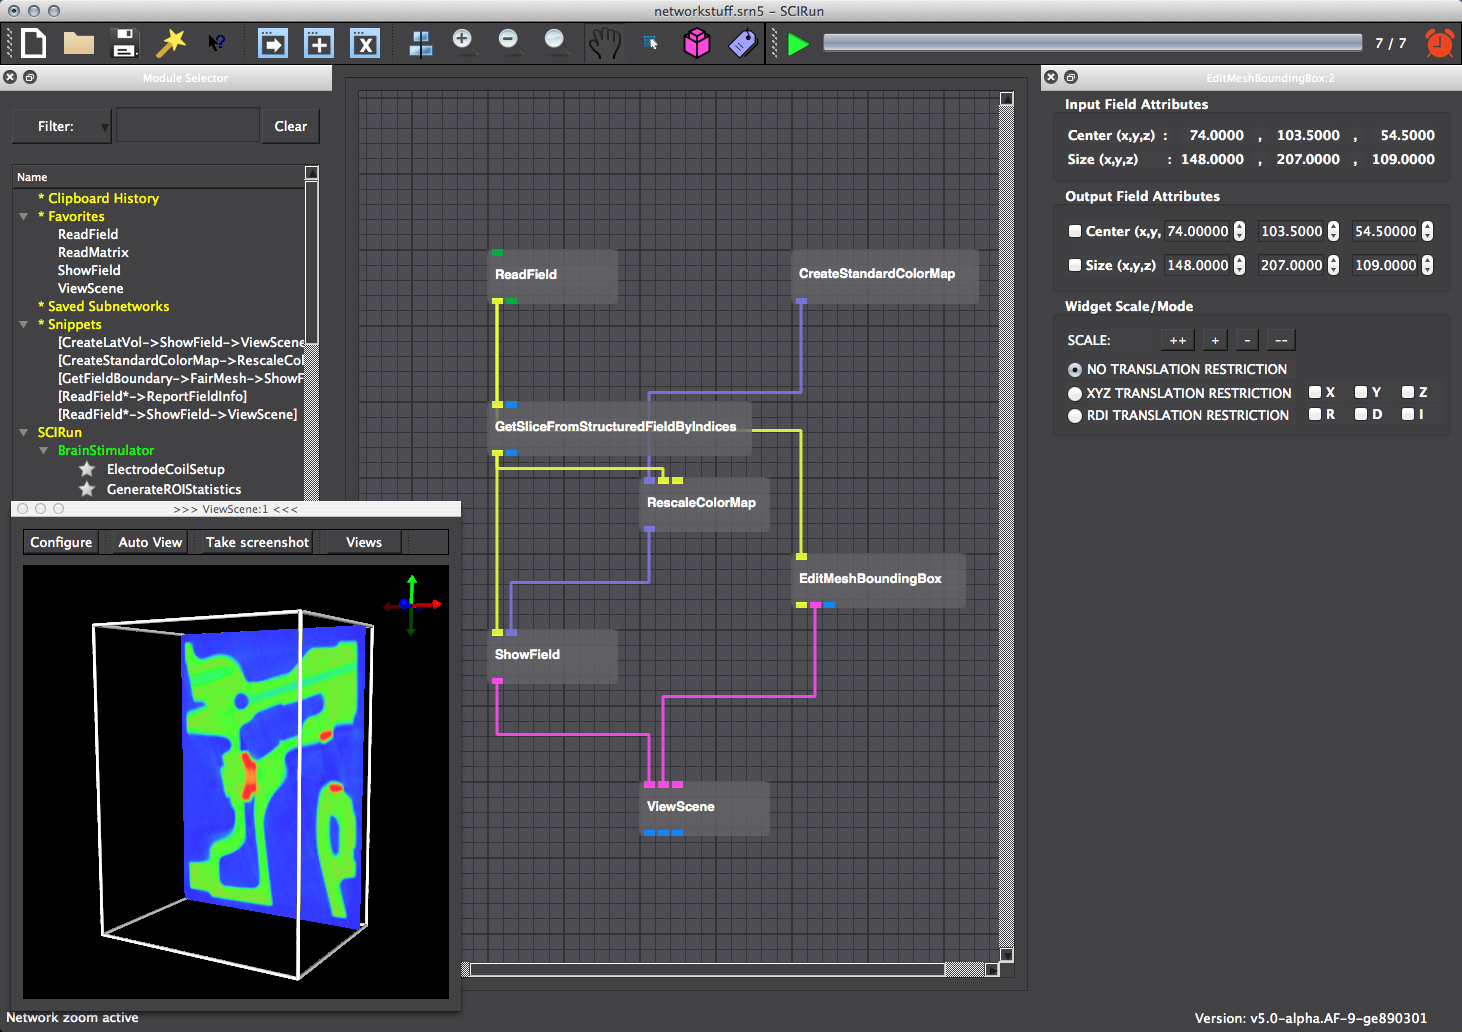 networkstuff.srn5 – SCIRun
7 / 7
Module Selector
Filter:
Clear
Name
* Clipboard History
* Favorites
ReadField
ReadMatrix
ShowField
ViewScene
* Saved Subnetworks
* Snippets
[CreateLatVol->ShowField->ViewScene
[CreateStandardColorMap->RescaleCol
[GetFieldBoundary->FairMesh->ShowF
[ReadField*->ReportFieldInfo]
[ReadField*->ShowField->ViewScene]
SCIRun
BrainStimulator
ElectrodeCoilSetup
GenerateROIStatistics
>>> ViewScene:1 <<<
Configure
Auto View
Take screenshot
Views
Network zoom active
ReadField
CreateStandardColorMap
GetSliceFromStructuredFieldByIndices
RescaleColorMap
EditMeshBoundingBox
ShowField
ViewScene
EditMeshBoundingBox:2
Input Field Attributes
Center (x,y,z) : 74.0000 , 103.5000 , 54.5000
Size (x,y,z) : 148.0000 , 207.0000 , 109.0000
Output Field Attributes
Center (x,y, 74.00000 103.50000 54.50000
Size (x,y,z) 148.0000 207.0000 109.0000
Widget Scale/Mode
SCALE: ++ + - --
NO TRANSLATION RESTRICTION
XYZ TRANSLATION RESTRICTION X Y Z
RDI TRANSLATION RESTRICTION R D I
Version: v5.0-alpha.AF-9-ge890301